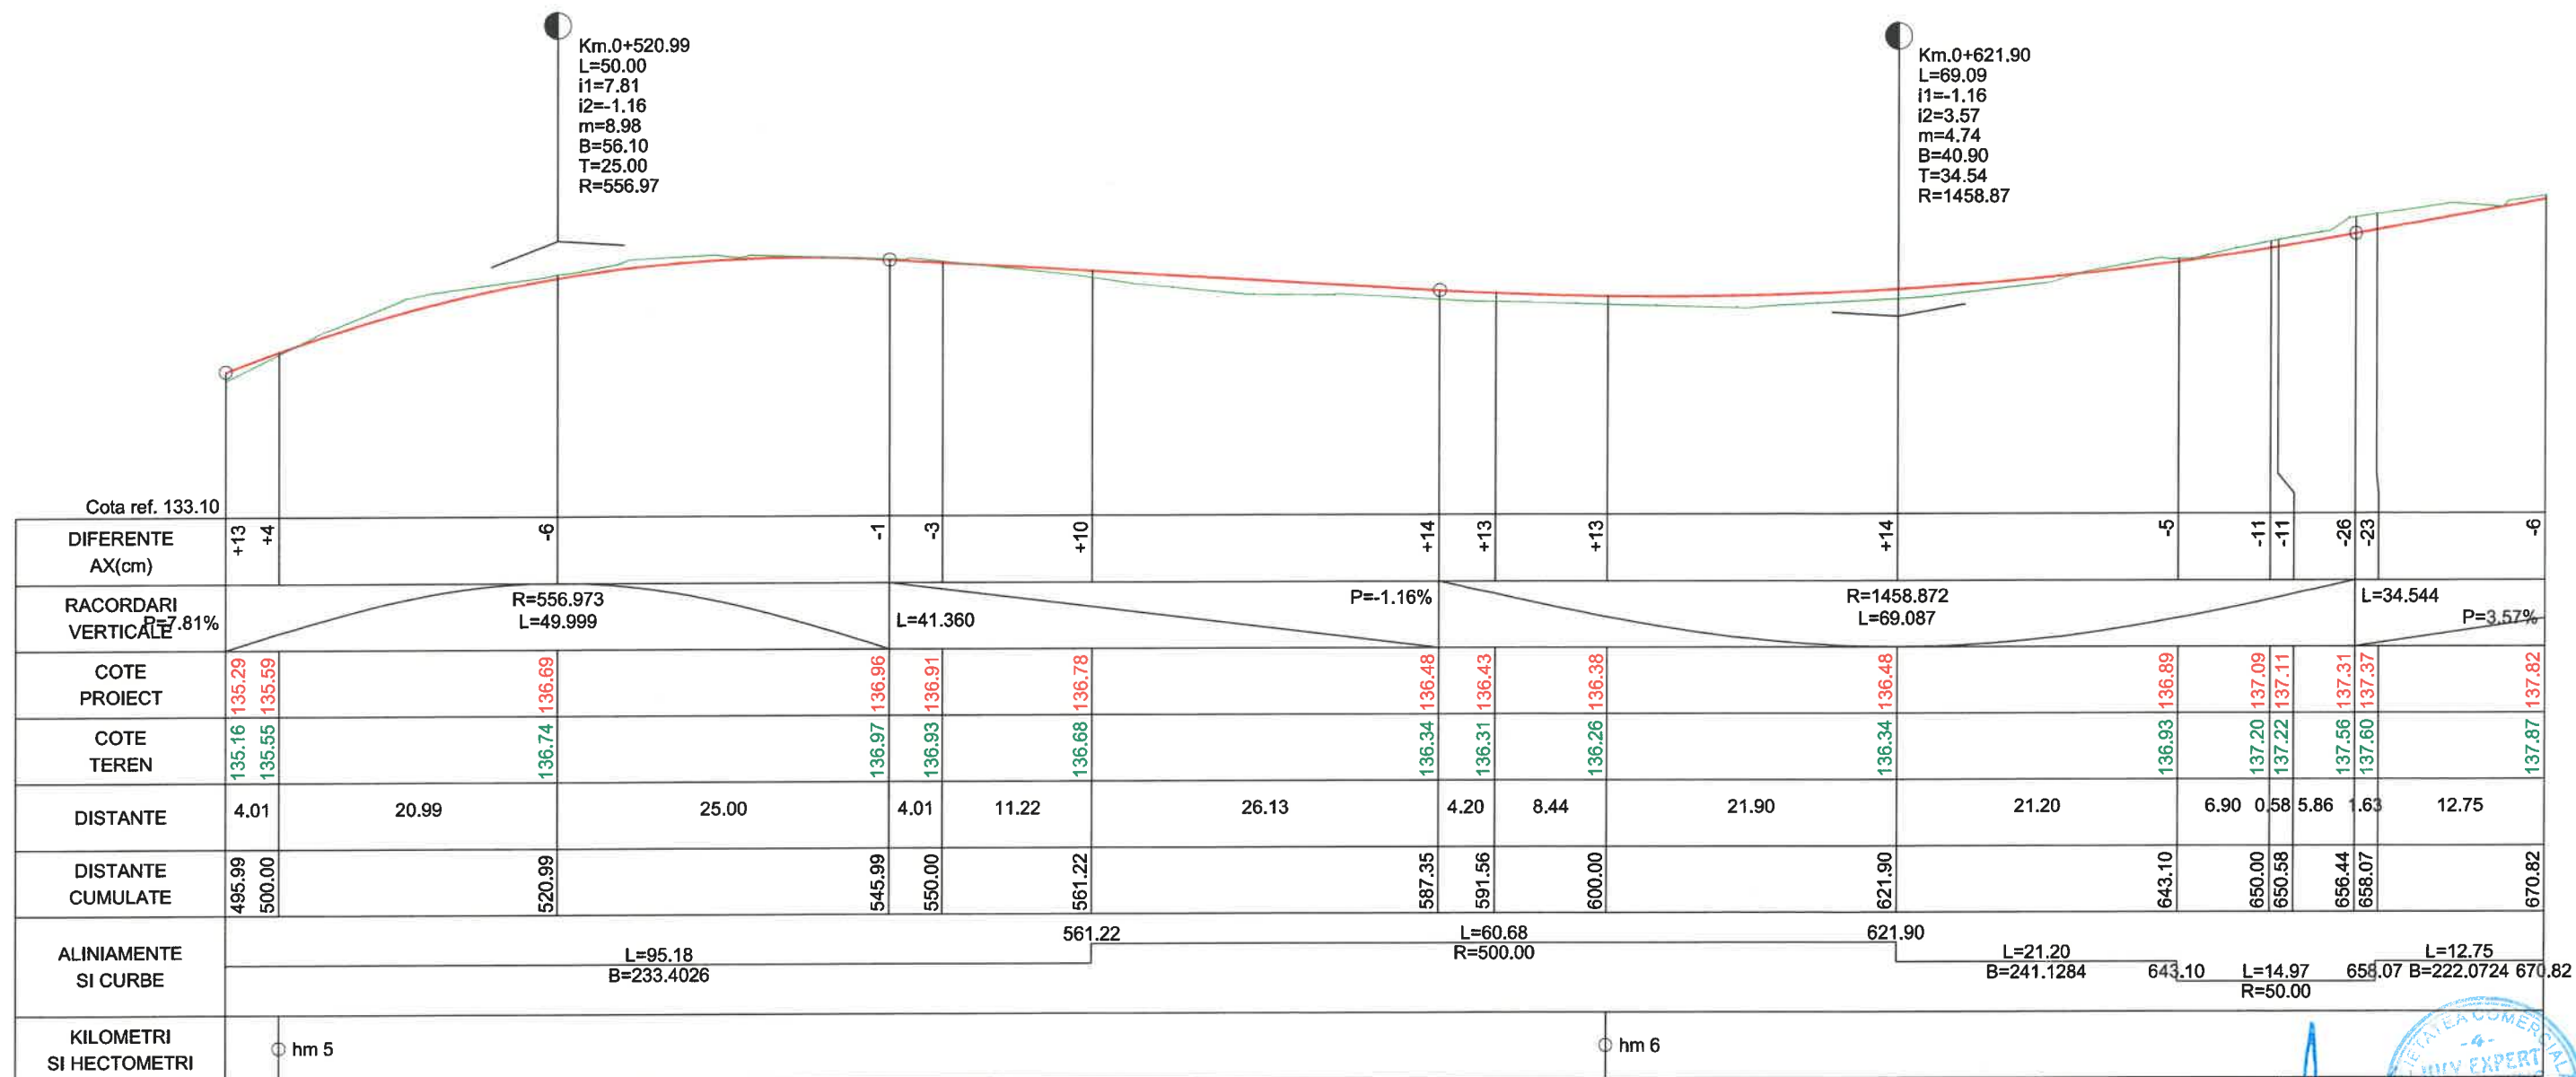 Km.0+520.99
L=50.00
i1=7.81
i2=-1.16
m=8.98
B=56.10
T=25.00
R=556.97
Km.0+621.90
L=69.09
i1=-1.16
i2=3.57
m=4.74
B=40.90
T=34.54
R=1458.87
Cota ref. 133.10
DIFERENTE
AX(cm)
+13 +4 -6 -1 -3 +10 +14 +13 +13 +14 -5 -11 -11 -26 -23 -6
RACORDARI
VERTICALE
P=7.81%
R=556.973
L=49.999
L=41.360
P=-1.16%
R=1458.872
L=69.087
L=34.544
P=3.57%
COTE
PROIECT
135.29 135.59 136.69 136.96 136.91 136.78 136.48 136.43 136.38 136.48 136.89 137.09 137.11 137.31 137.37 137.82
COTE
TEREN
135.16 135.55 136.74 136.97 136.93 136.68 136.34 136.31 136.26 136.34 136.93 137.20 137.22 137.56 137.60 137.87
DISTANTE
4.01 20.99 25.00 4.01 11.22 26.13 4.20 8.44 21.90 21.20 6.90 0.58 5.86 1.63 12.75
DISTANTE
CUMULATE
495.99 500.00 520.99 545.99 550.00 561.22 587.35 591.56 600.00 621.90 643.10 650.00 650.58 656.44 658.07 670.82
ALINIAMENTE
SI CURBE
L=95.18
B=233.4026
561.22
L=60.68
R=500.00
621.90
L=21.20
B=241.1284
643.10
L=14.97
R=50.00
658.07
L=12.75
B=222.0724
670.82
KILOMETRI
SI HECTOMETRI
hm 5
hm 6
COMERCIALA
-4-
EXPERT